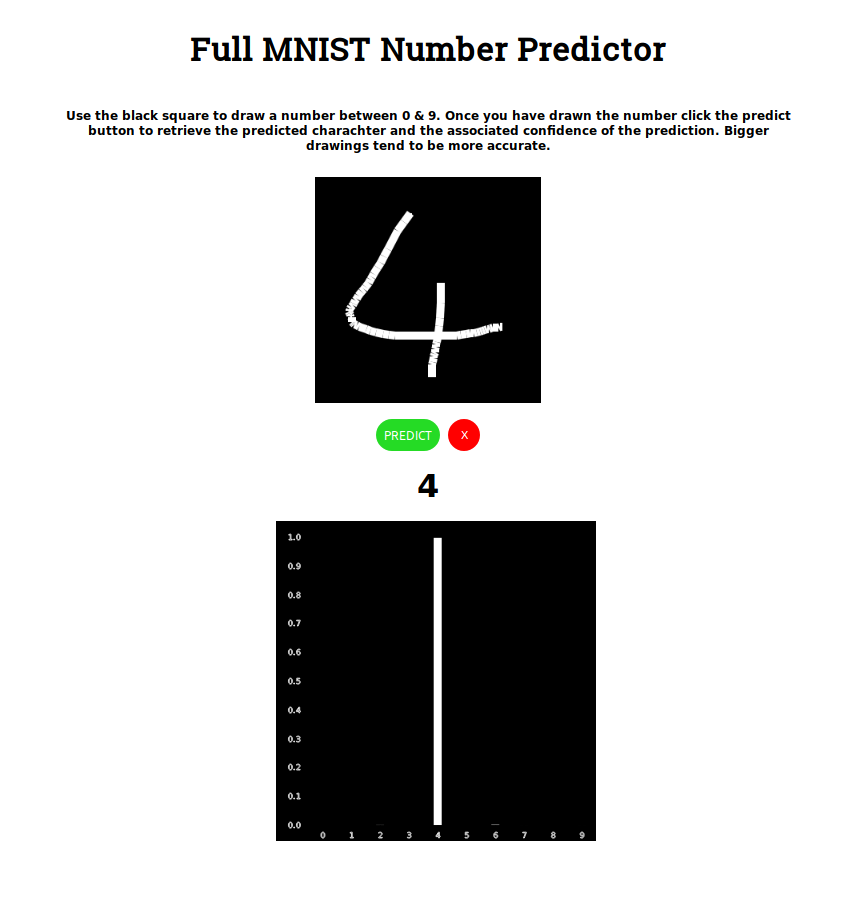 Full MNIST Number Predictor
Use the black square to draw a number between 0 & 9. Once you have drawn the number click the predict
button to retrieve the predicted charachter and the associated confidence of the prediction. Bigger
drawings tend to be more accurate.
4
PREDICT X
4
1.0
0.9
0.8
0.7
0.6
0.5
0.4
0.3
0.2
0.1
0.0
0 1 2 3 4 5 6 7 8 9